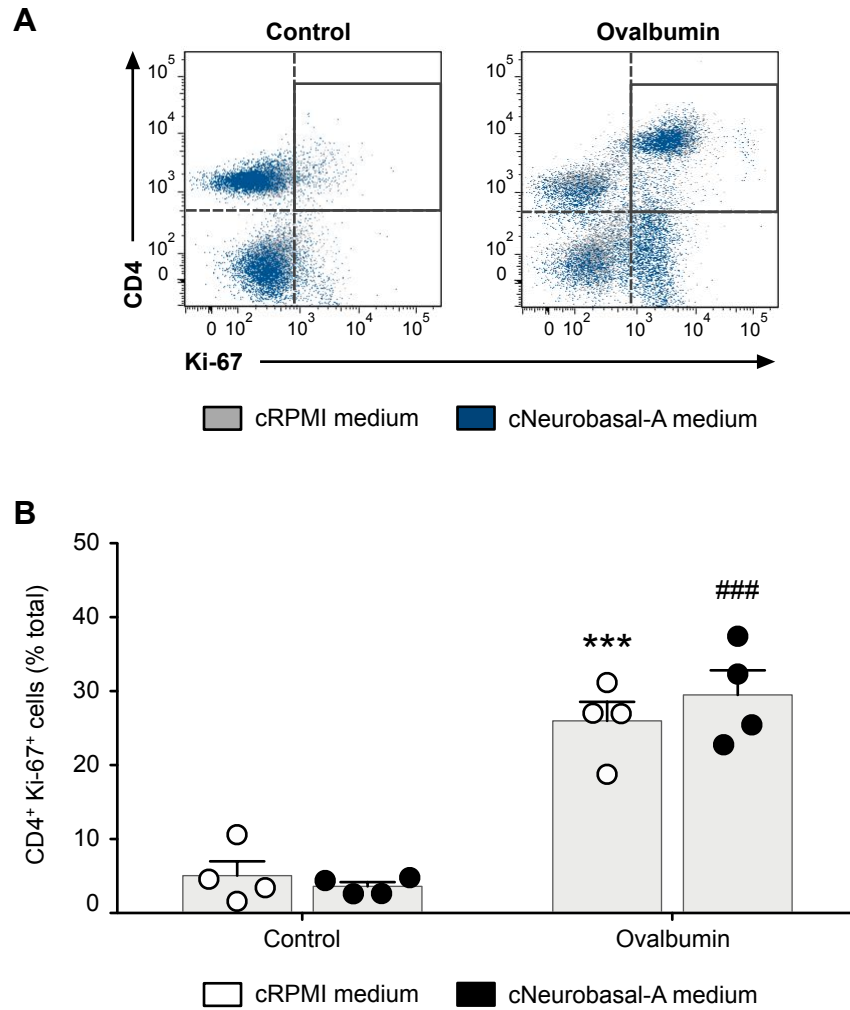 A
Control
Ovalbumin
10⁵
10⁴
10³
10²
0
CD4
0 10² 10³ 10⁴ 10⁵
10⁵
10⁴
10³
10²
0
0 10² 10³ 10⁴ 10⁵
Ki-67
cRPMI medium
cNeurobasal-A medium
B
CD4⁺ Ki-67⁺ cells (% total)
50
40
30
20
10
0
***
###
Control
Ovalbumin
cRPMI medium
cNeurobasal-A medium